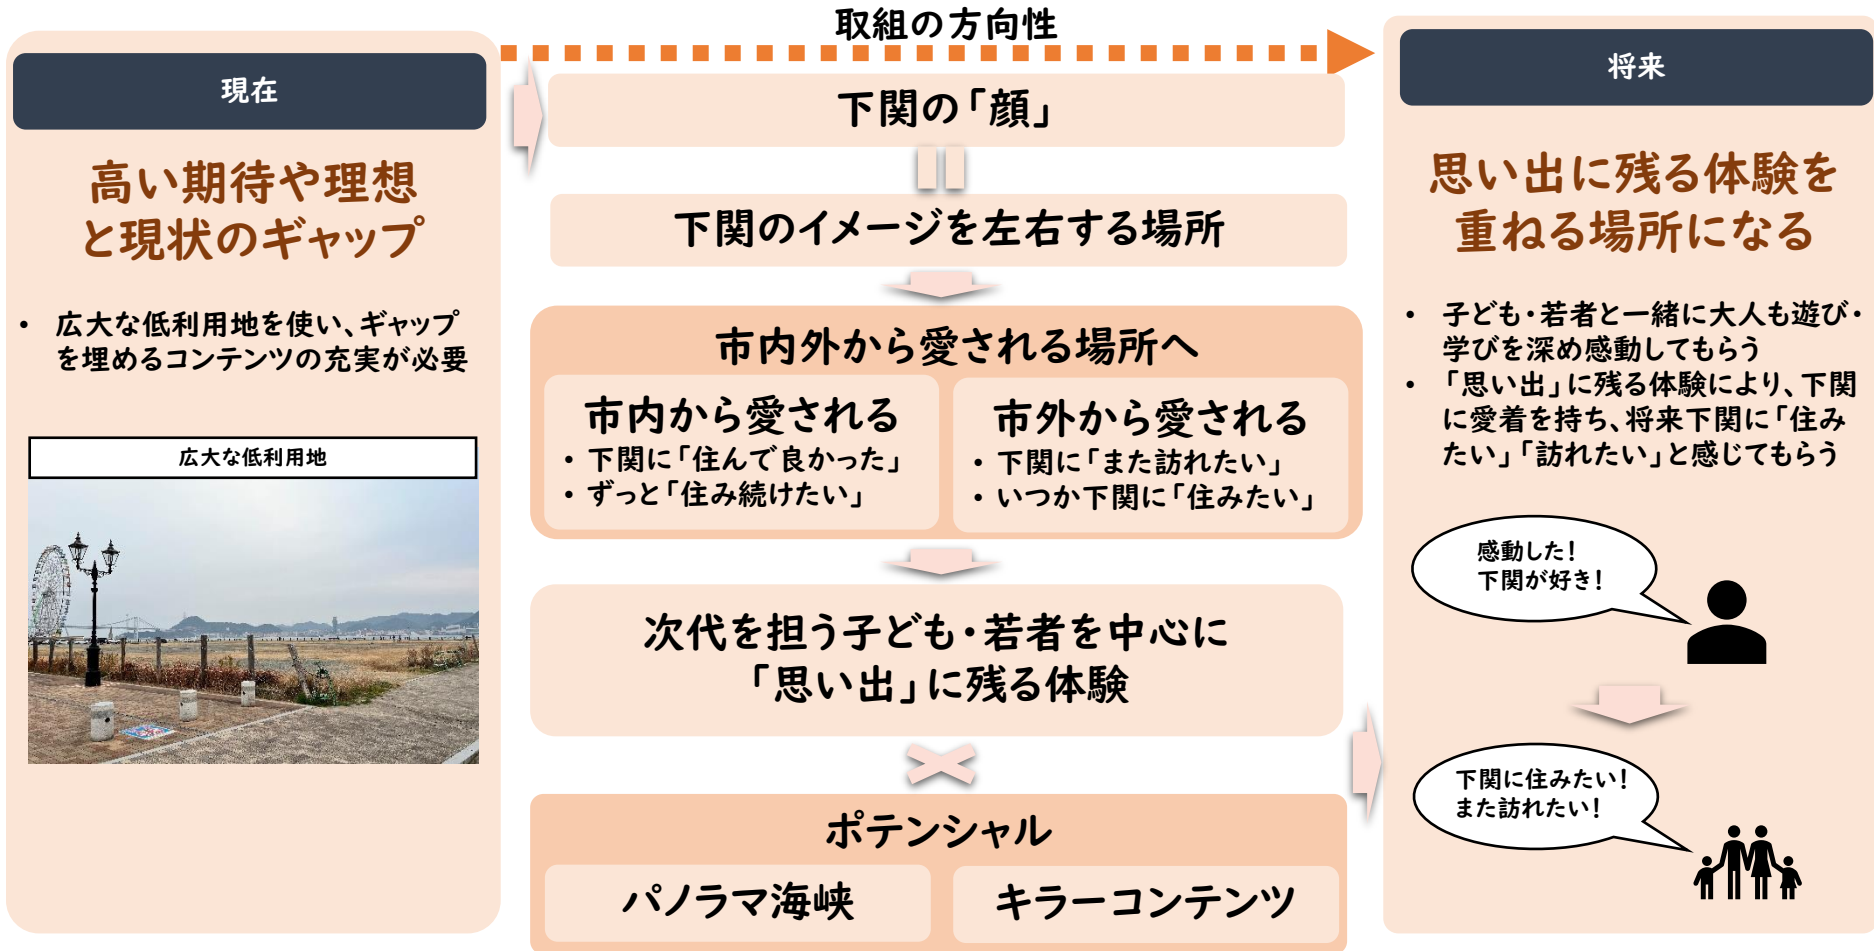 取組の方向性
現在
高い期待や理想
と現状のギャップ
• 広大な低利用地を使い、ギャップ
を埋めるコンテンツの充実が必要
広大な低利用地
下関の「顔」
下関のイメージを左右する場所
市内外から愛される場所へ
市内から愛される
・下関に「住んで良かった」
・ずっと「住み続けたい」
市外から愛される
・下関に「また訪れたい」
・いつか下関に「住みたい」
次代を担う子ども・若者を中心に
「思い出」に残る体験
ポテンシャル
パノラマ海峡
キラーコンテンツ
将来
思い出に残る体験を
重ねる場所になる
• 子ども・若者と一緒に大人も遊び・
学びを深め感動してもらう
• 「思い出」に残る体験により、下関
に愛着を持ち、将来下関に「住み
たい」「訪れたい」と感じてもらう
感動した!
下関が好き!
下関に住みたい!
また訪れたい!